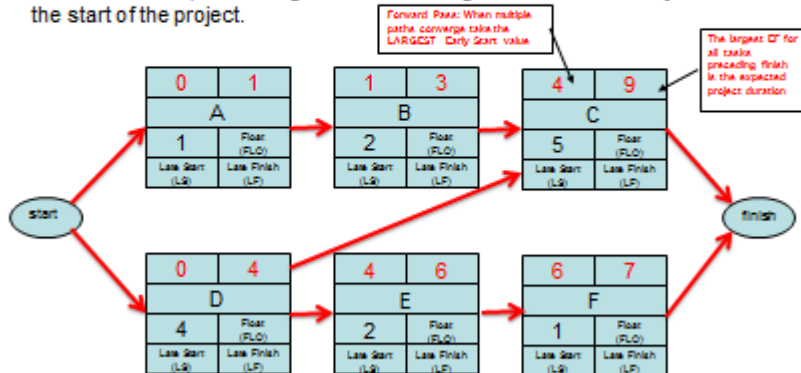 the start of the project.
Forward Pass: When multiple
paths converge take the
LARGEST Early Start value
The largest EF for
all tasks
preceding finish
is the expected
project duration
0 1
A
1 Float
(FLO)
Late Start Late Finish
(LS) (LF)
1 3
B
2 Float
(FLO)
Late Start Late Finish
(LS) (LF)
4 9
C
5 Float
(FLO)
Late Start Late Finish
(LS) (LF)
start
finish
0 4
D
4 Float
(FLO)
Late Start Late Finish
(LS) (LF)
4 6
E
2 Float
(FLO)
Late Start Late Finish
(LS) (LF)
6 7
F
1 Float
(FLO)
Late Start Late Finish
(LS) (LF)